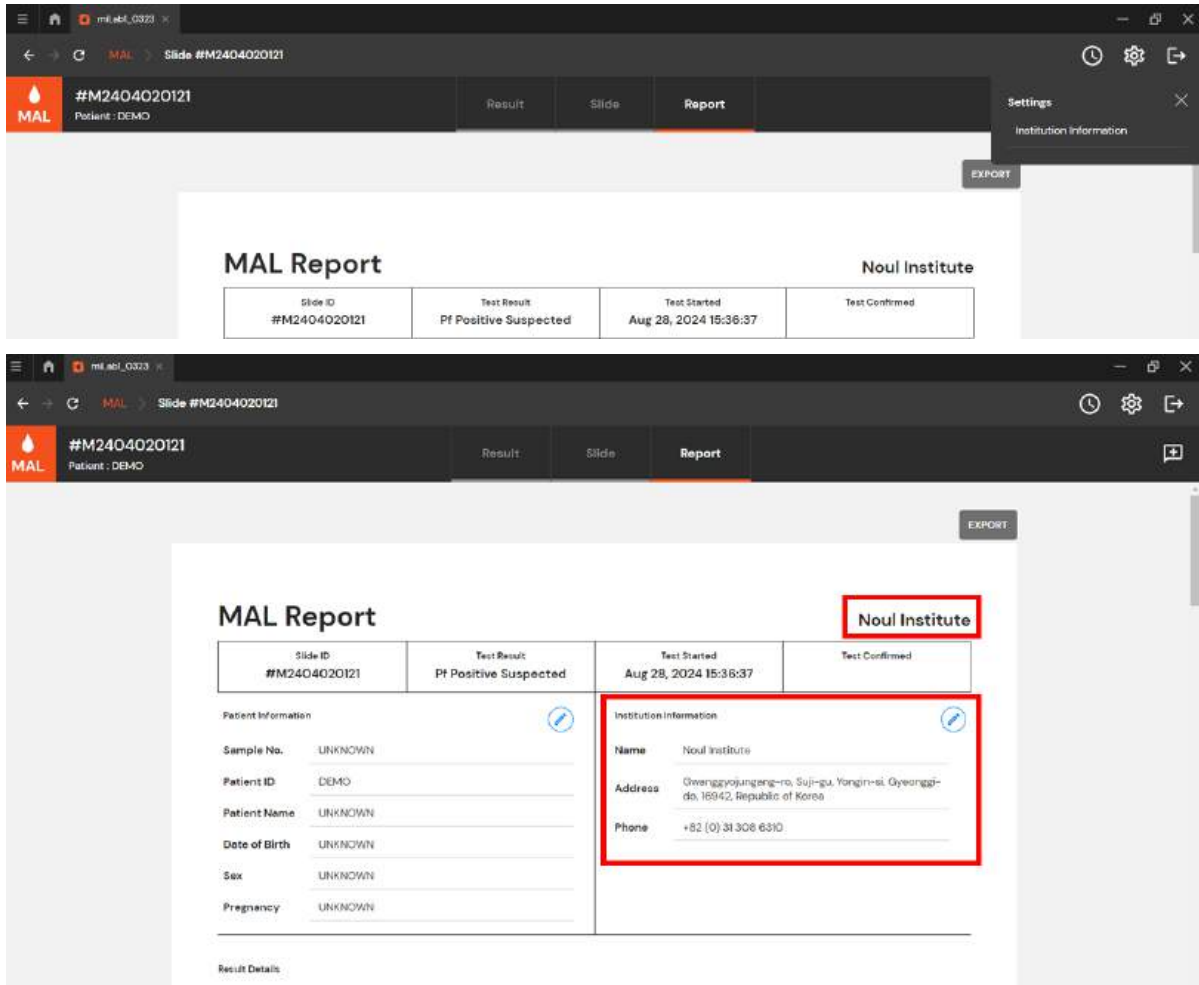 miLabl_0323
MAL > Slide #M2404020121
MAL
#M2404020121
Patient : DEMO
Result Slide Report
Settings
Institution Information
EXPORT
MAL Report
Noul Institute
Slide ID Test Result Test Started Test Confirmed
#M2404020121 Pf Positive Suspected Aug 28, 2024 15:36:37
miLabl_0323
MAL > Slide #M2404020121
MAL
#M2404020121
Patient : DEMO
Result Slide Report
EXPORT
MAL Report
Noul Institute
Slide ID Test Result Test Started Test Confirmed
#M2404020121 Pf Positive Suspected Aug 28, 2024 15:36:37
Patient Information
Sample No. UNKNOWN
Patient ID DEMO
Patient Name UNKNOWN
Date of Birth UNKNOWN
Sex UNKNOWN
Pregnancy UNKNOWN
Institution Information
Name Noul Institute
Address Gwanggyojungang-ro, Suji-gu, Yongin-si, Gyeonggi-
do, 16942, Republic of Korea
Phone +82 (0) 31 308 6310
Result Details